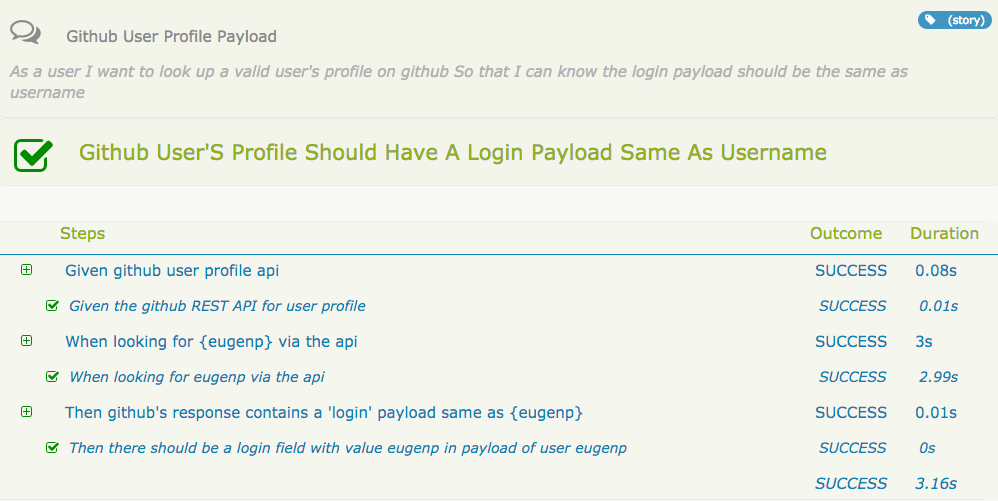 (story)
Github User Profile Payload
As a user I want to look up a valid user's profile on github So that I can know the login payload should be the same as
username
Github User'S Profile Should Have A Login Payload Same As Username
Steps Outcome Duration
Given github user profile api SUCCESS 0.08s
Given the github REST API for user profile SUCCESS 0.01s
When looking for {eugenp} via the api SUCCESS 3s
When looking for eugenp via the api SUCCESS 2.99s
Then github's response contains a 'login' payload same as {eugenp} SUCCESS 0.01s
Then there should be a login field with value eugenp in payload of user eugenp SUCCESS 0s
SUCCESS 3.16s